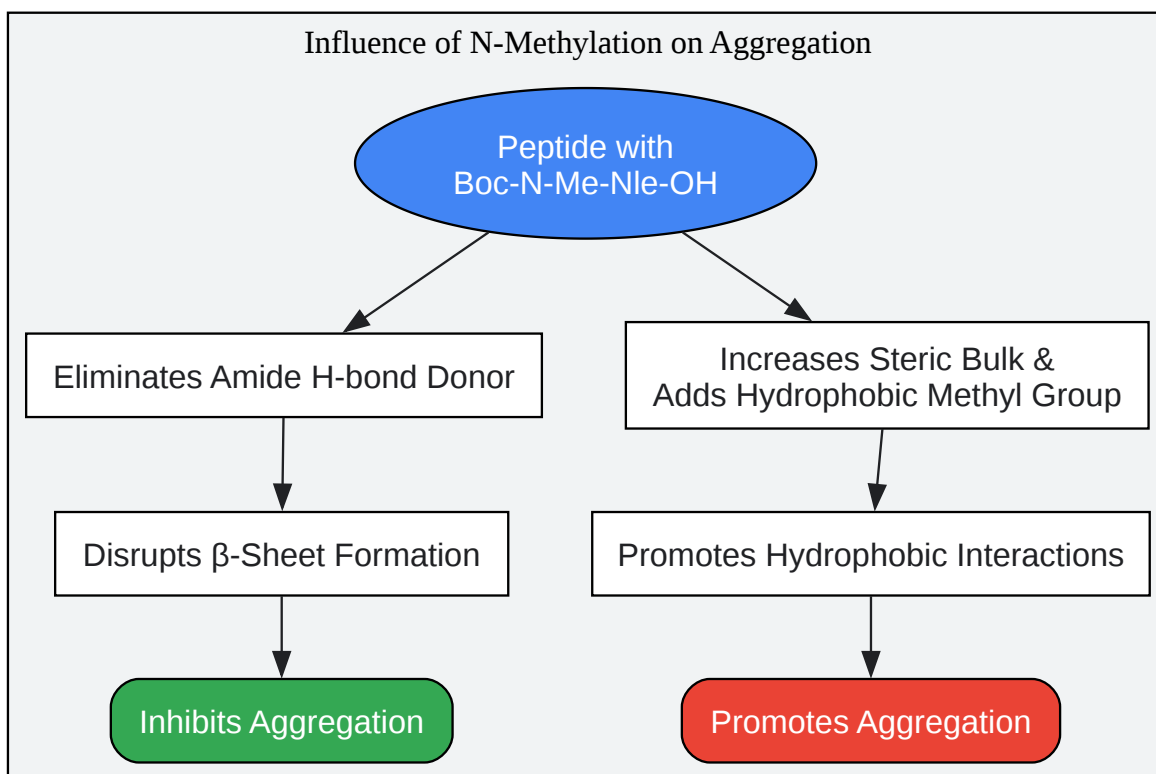 Influence of N-Methylation on Aggregation
Peptide with
Boc-N-Me-Nle-OH
Eliminates Amide H-bond Donor
Increases Steric Bulk &
Adds Hydrophobic Methyl Group
Disrupts β-Sheet Formation
Promotes Hydrophobic Interactions
Inhibits Aggregation
Promotes Aggregation